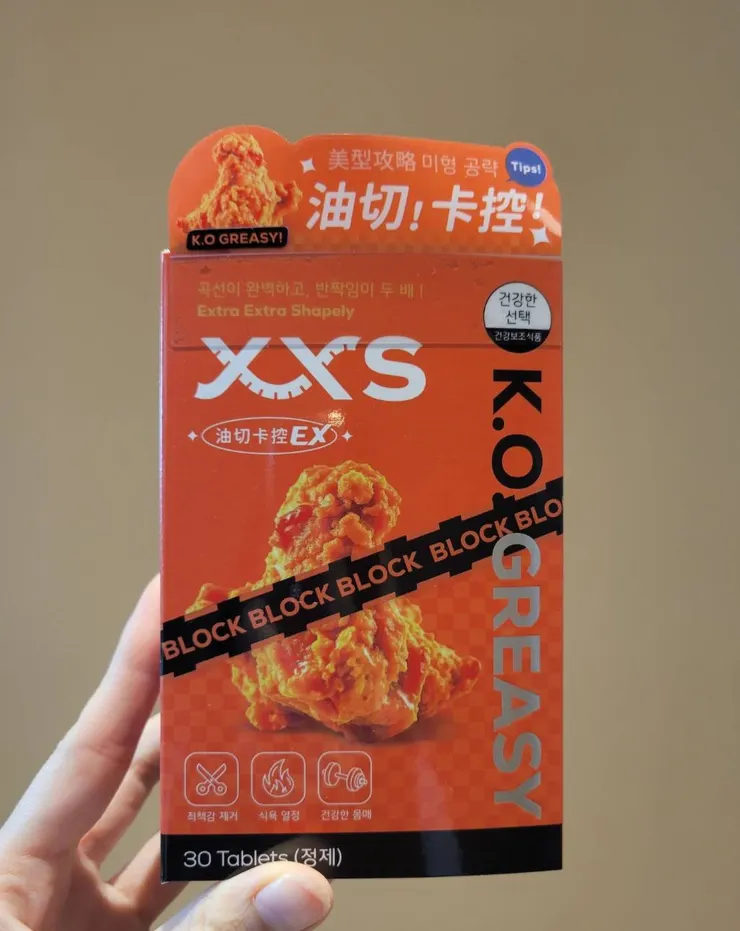 美型攻略 미형 공략
Tips!
油切! 卡控!
K.O GREASY!
곡선이 완벽하고, 반짝임이 두 배!
Extra Extra Shapely
건강한
선택
건강보조식품
XXS
油切卡控EX
K.O. GREASY
BLOCK BLOCK BLOCK BLOCK BLO
죄책감 제거
식욕 열정
건강한 몸매
30 Tablets (정제)